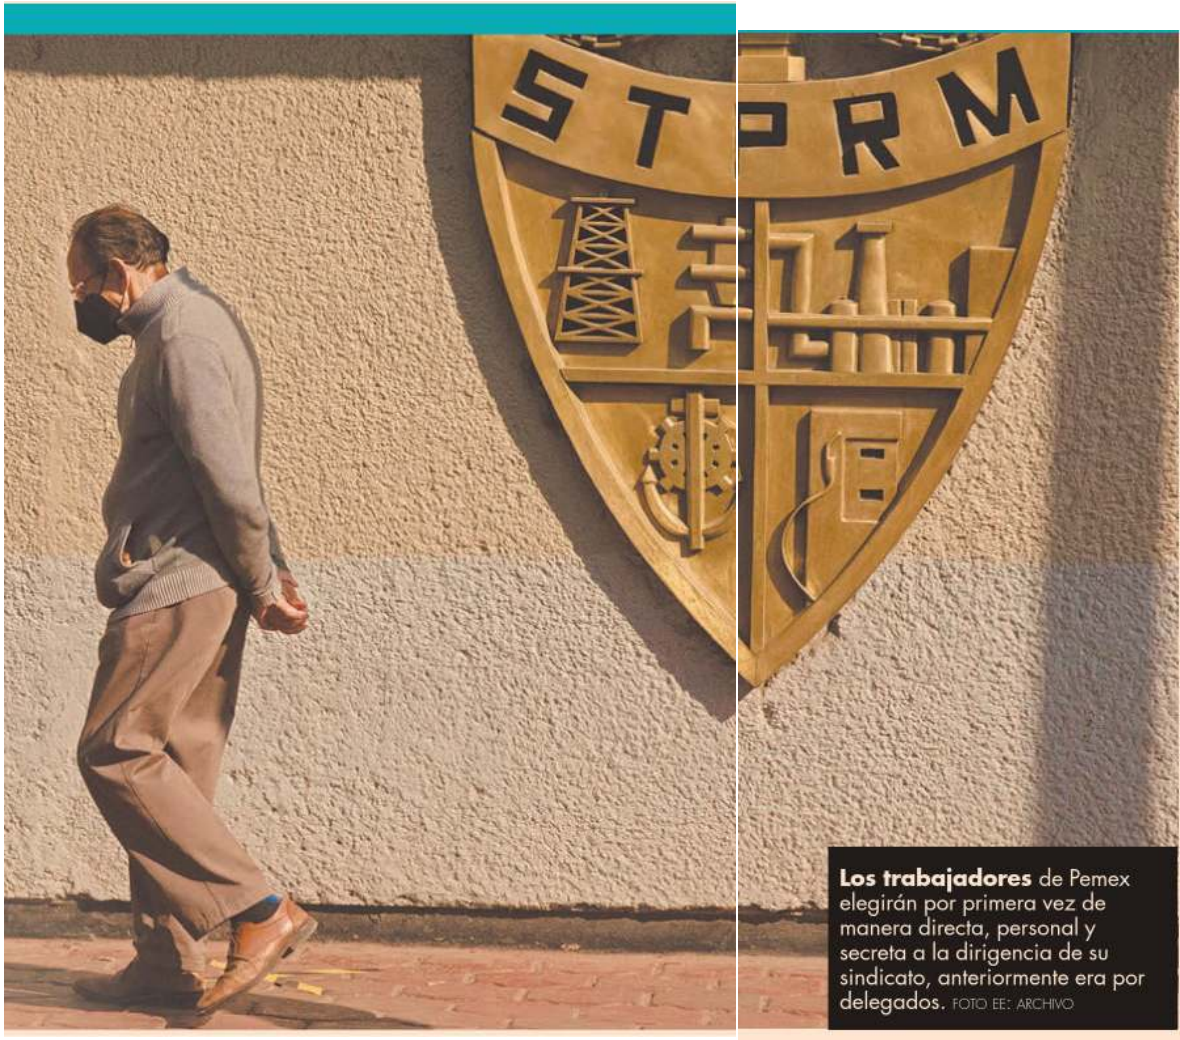 STPRM
Los trabajadores de Pemex
elegirán por primera vez de
manera directa, personal y
secreta a la dirigencia de su
sindicato, anteriormente era por
delegados. FOTO EE: ARCHIVO